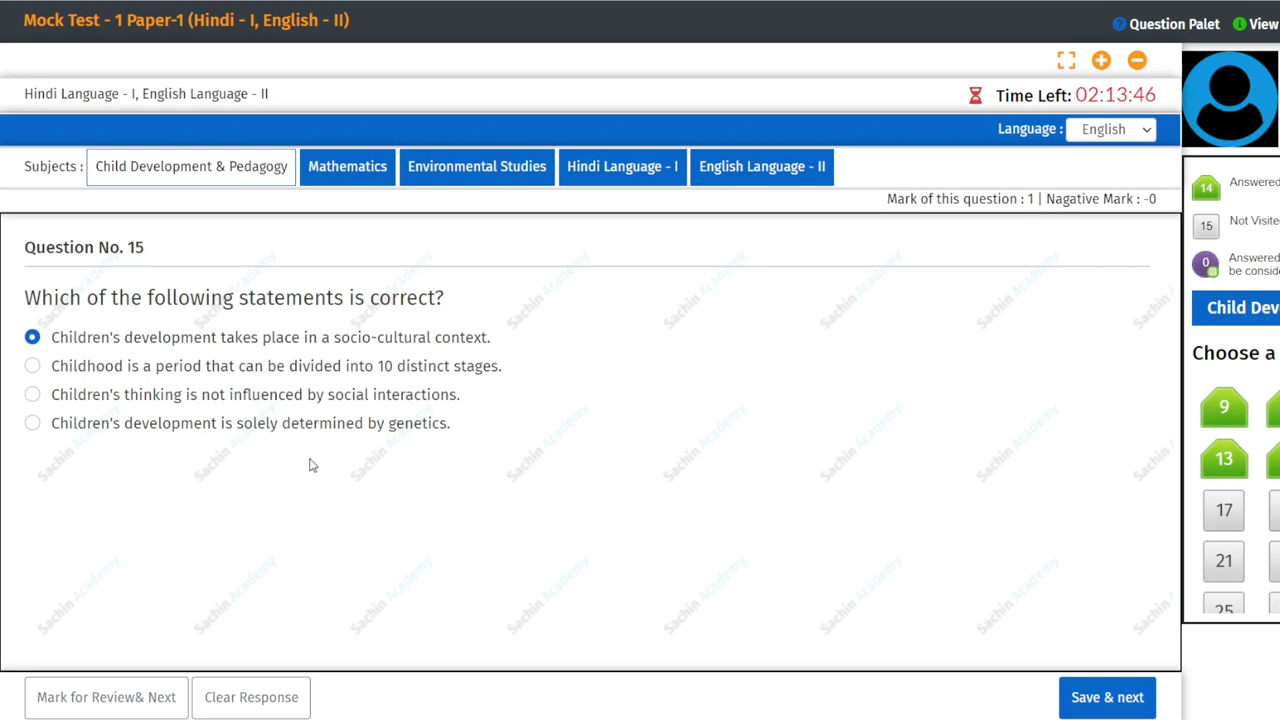 Mock Test - 1 Paper-1 (Hindi - I, English - II)
Question Palet
View
Hindi Language - I, English Language - II
Time Left: 02:13:46
Language : English
Subjects : Child Development & Pedagogy Mathematics Environmental Studies Hindi Language - I English Language - II
Mark of this question : 1 | Nagative Mark : -0
Question No. 15
Which of the following statements is correct?
Children's development takes place in a socio-cultural context.
Childhood is a period that can be divided into 10 distinct stages.
Children's thinking is not influenced by social interactions.
Children's development is solely determined by genetics.
Mark for Review& Next Clear Response Save & next
14 Answered
15 Not Visite
0 Answered
be conside
Child Dev
Choose a
9
13
17
21
25
Sachin Academy